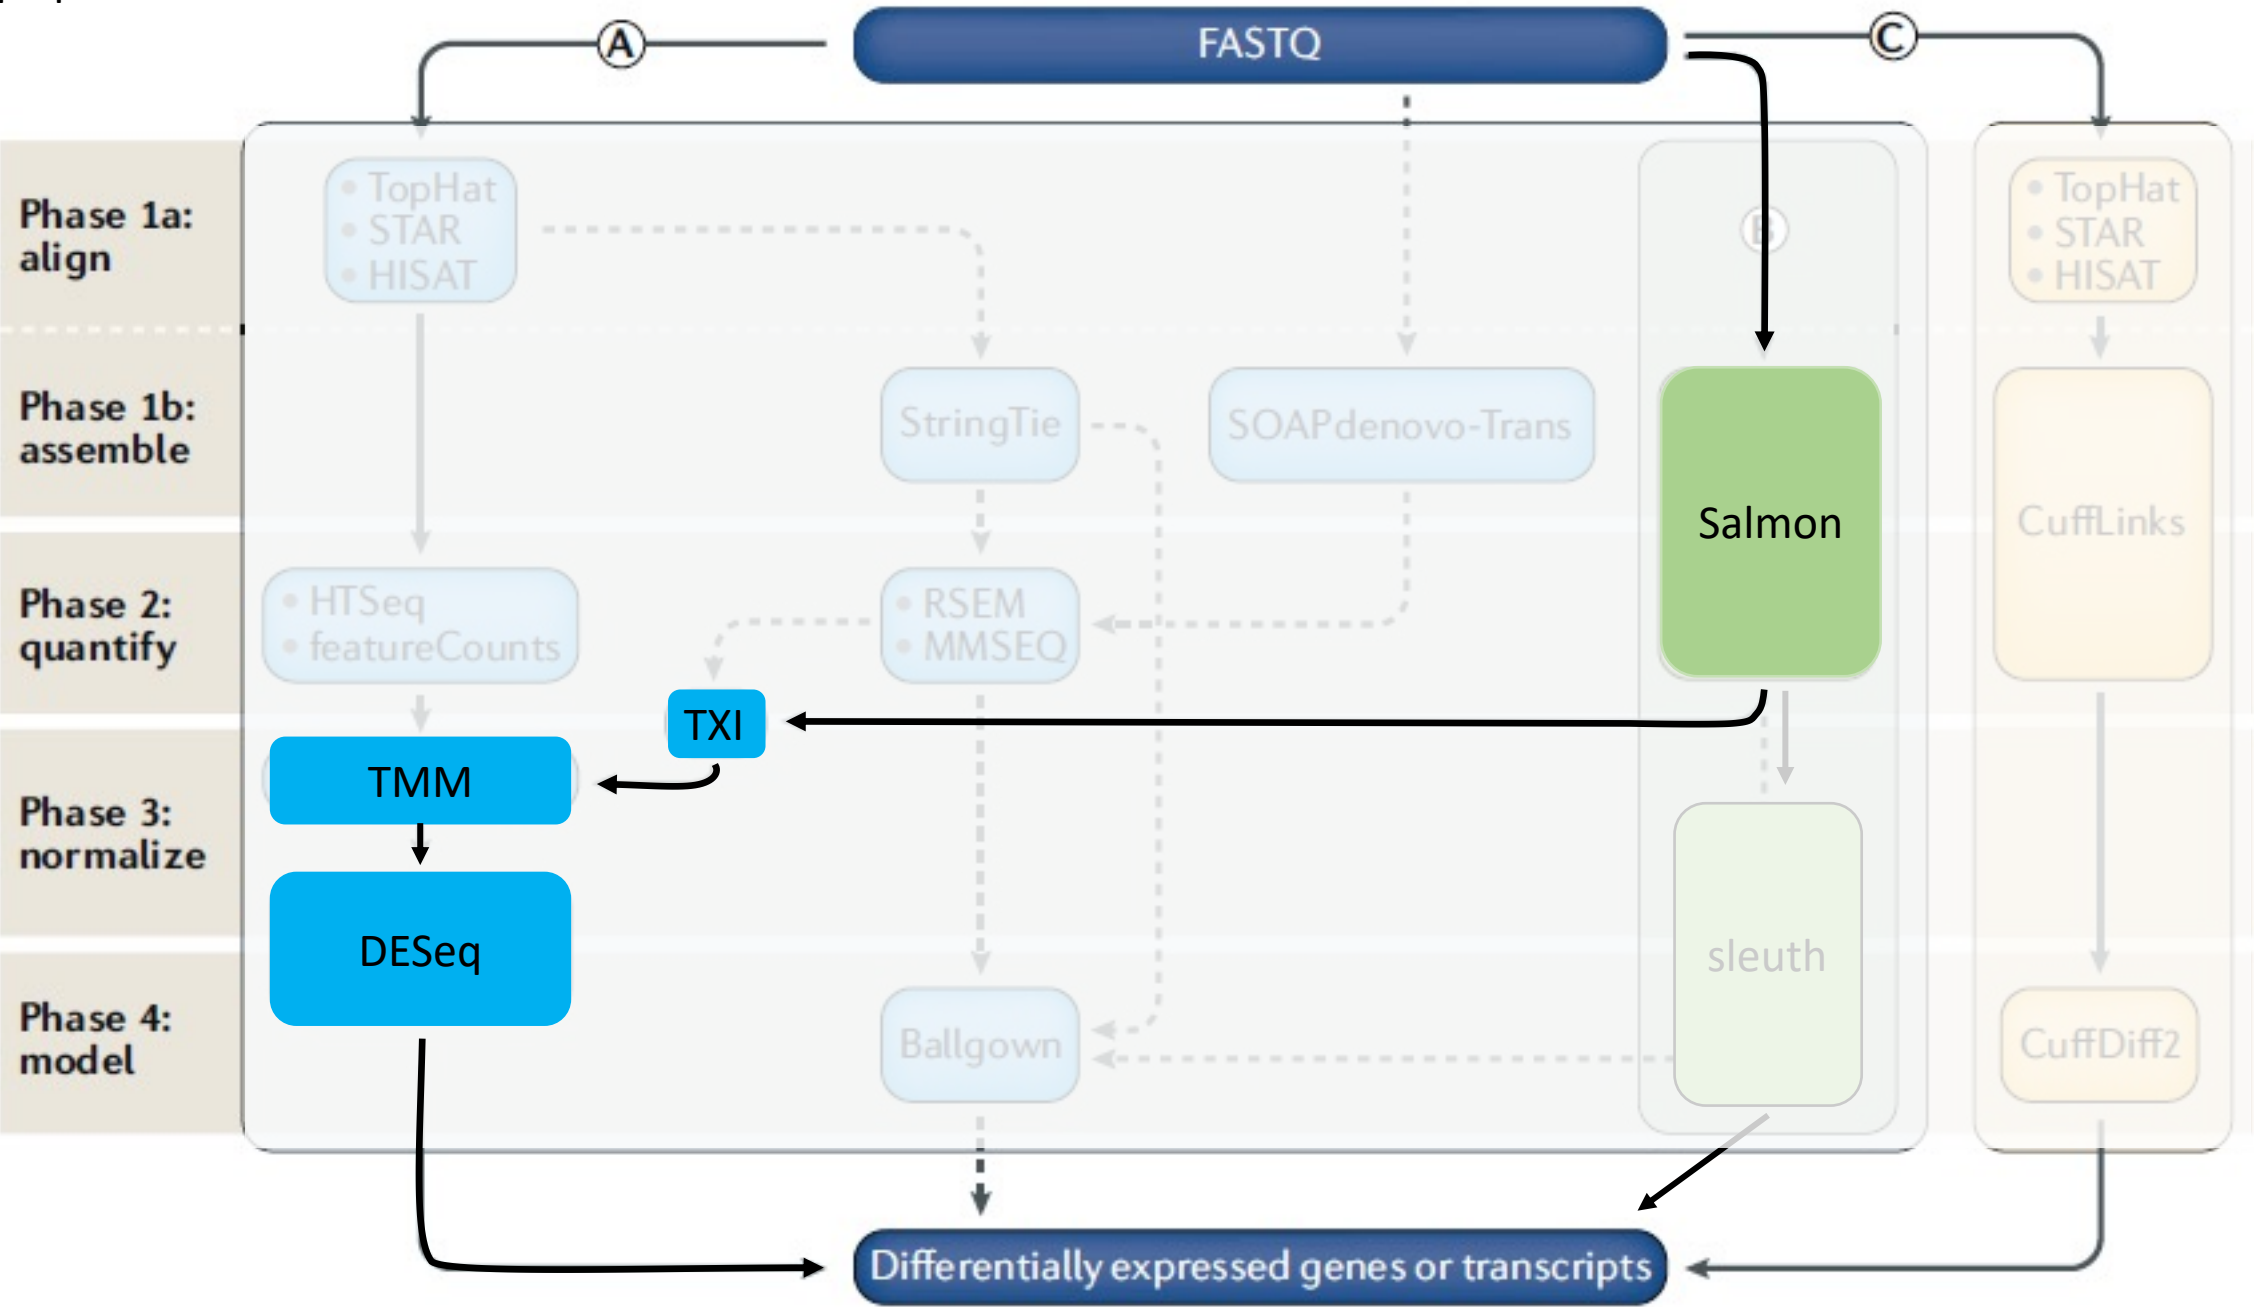 FASTQ
A
C
Phase 1a:
align
• TopHat
• STAR
• HISAT
B
• TopHat
• STAR
• HISAT
Phase 1b:
assemble
StringTie
SOAPdenovo-Trans
Salmon
CuffLinks
Phase 2:
quantify
• HTSeq
• featureCounts
• RSEM
• MMSEQ
TXI
Phase 3:
normalize
TMM
DESeq
sleuth
Phase 4:
model
Ballgown
CuffDiff2
Differentially expressed genes or transcripts